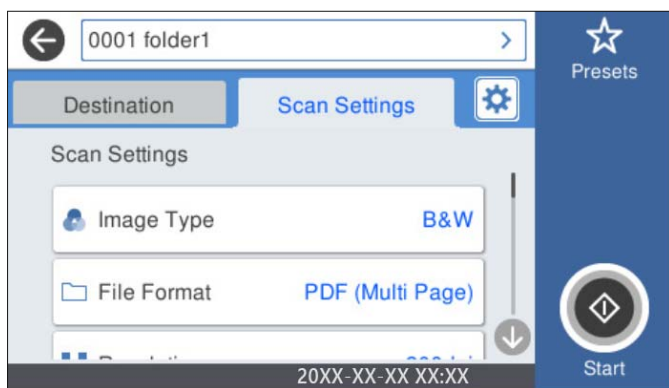 0001 folder1
Presets
Destination
Scan Settings
Scan Settings
Image Type B&W
File Format PDF (Multi Page)
20XX-XX-XX XX:XX
Start